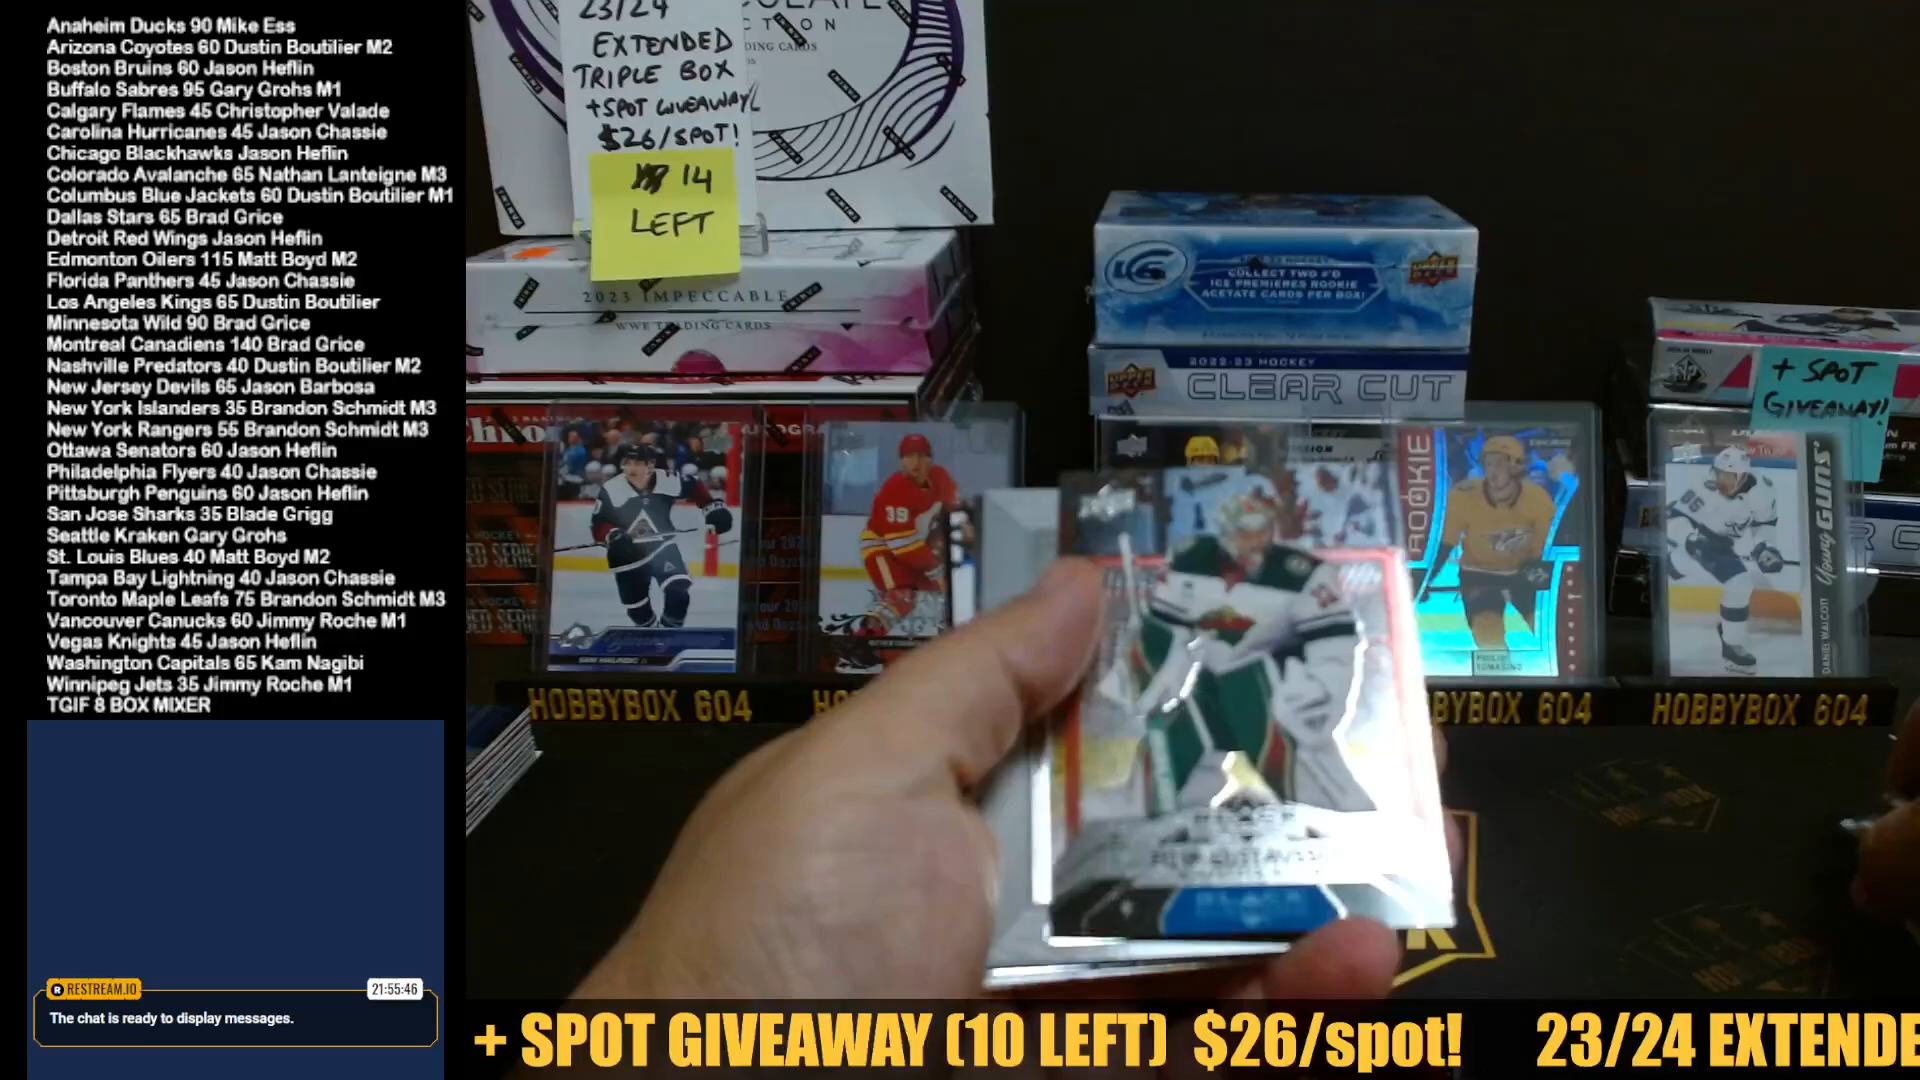 Anaheim Ducks 90 Mike Ess
Arizona Coyotes 60 Dustin Boutilier M2
Boston Bruins 60 Jason Heflin
Buffalo Sabres 95 Gary Grohs M1
Calgary Flames 45 Christopher Valade
Carolina Hurricanes 45 Jason Chassie
Chicago Blackhawks Jason Heflin
Colorado Avalanche 65 Nathan Lanteigne M3
Columbus Blue Jackets 60 Dustin Boutilier M1
Dallas Stars 65 Brad Grice
Detroit Red Wings Jason Heflin
Edmonton Oilers 115 Matt Boyd M2
Florida Panthers 45 Jason Chassie
Los Angeles Kings 65 Dustin Boutilier
Minnesota Wild 90 Brad Grice
Montreal Canadiens 140 Brad Grice
Nashville Predators 40 Dustin Boutilier M2
New Jersey Devils 65 Jason Barbosa
New York Islanders 35 Brandon Schmidt M3
New York Rangers 55 Brandon Schmidt M3
Ottawa Senators 60 Jason Heflin
Philadelphia Flyers 40 Jason Chassie
Pittsburgh Penguins 60 Jason Heflin
San Jose Sharks 35 Blade Grigg
Seattle Kraken Gary Grohs
St. Louis Blues 40 Matt Boyd M2
Tampa Bay Lightning 40 Jason Chassie
Toronto Maple Leafs 75 Brandon Schmidt M3
Vancouver Canucks 60 Jimmy Roche M1
Vegas Knights 45 Jason Heflin
Washington Capitals 65 Kam Nagibi
Winnipeg Jets 35 Jimmy Roche M1
TGIF 8 BOX MIXER
RESTREAM.IO
21:55:46
The chat is ready to display messages.
23/24
EXTENDED
TRIPLE BOX
+SPOT GIVEAWAY
$26/SPOT!
14
LEFT
2023 IMPECCABLE
WWE TRADING CARDS
ICE
COLLECT TWO #'D
ICE PREMIERES ROOKIE
ACETATE CARDS PER BOX!
UPPER DECK
2022-23 HOCKEY
CLEAR CUT
+ SPOT
GIVEAWAY!
ROOKIE
Young GUNS
HOBBYBOX 604
BYBOX 604
HOBBYBOX 604
+ SPOT GIVEAWAY (10 LEFT) $26/spot! 23/24 EXTENDE